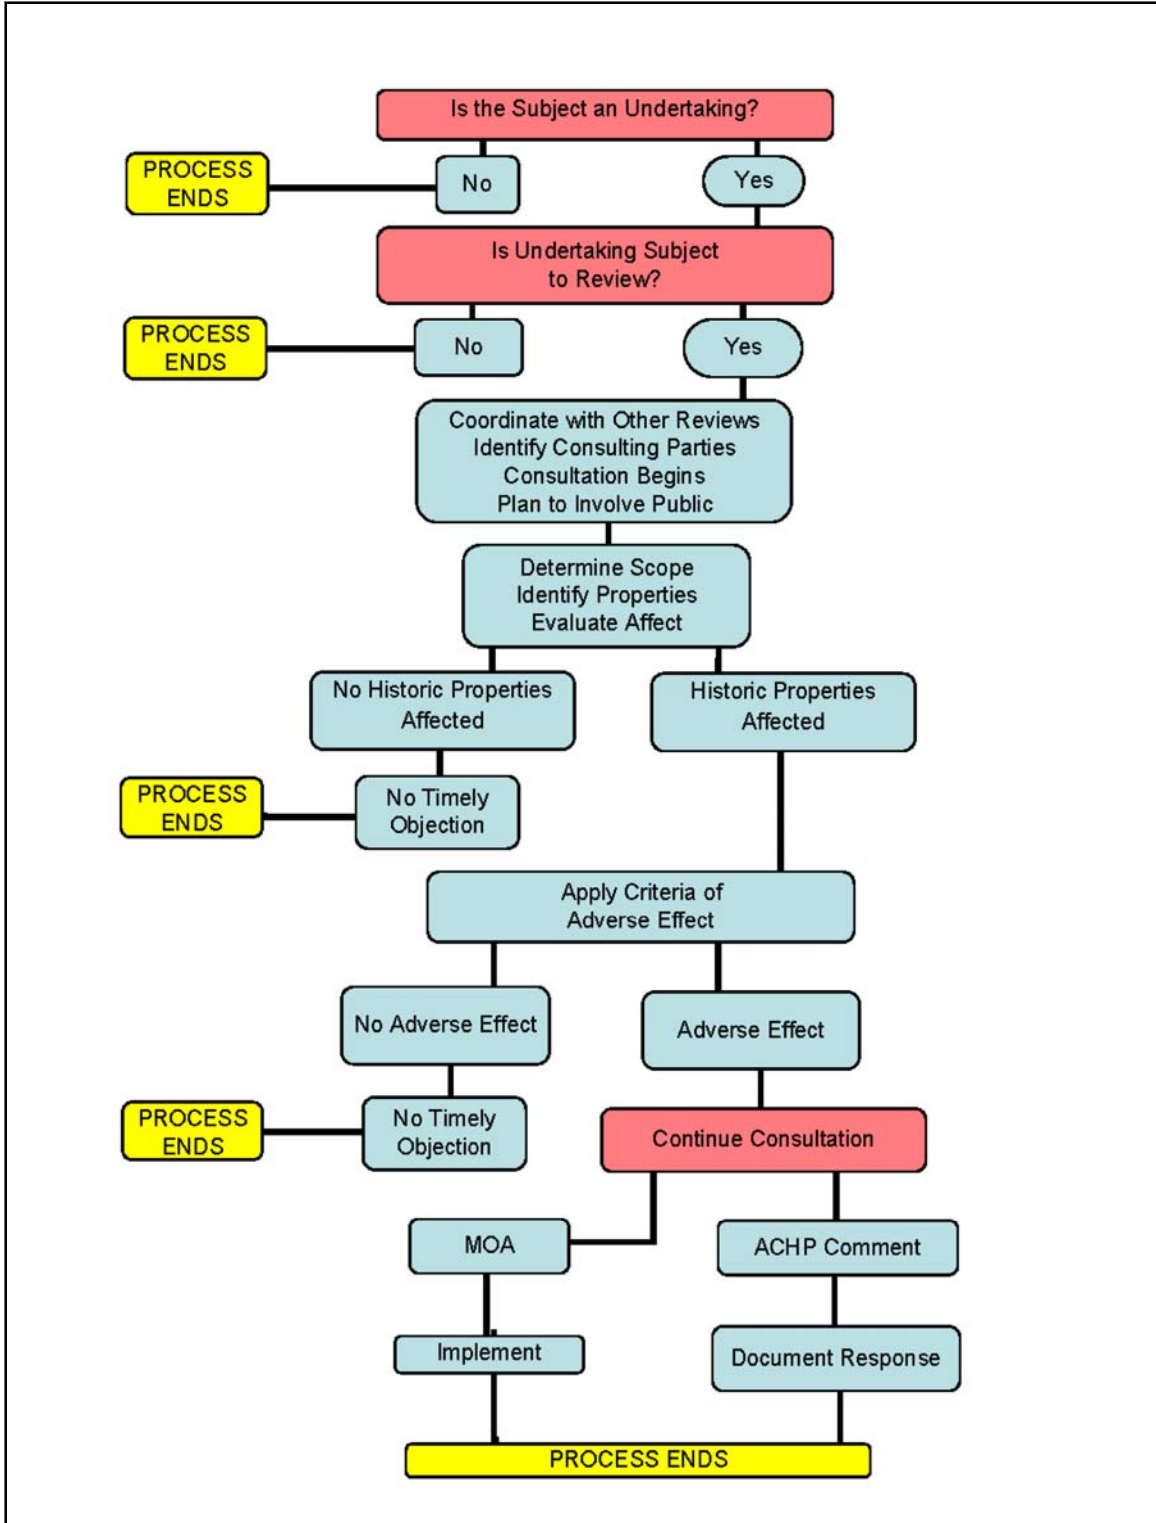 Is the Subject an Undertaking?
PROCESS
ENDS
No
Yes
Is Undertaking Subject
to Review?
PROCESS
ENDS
No
Yes
Coordinate with Other Reviews
Identify Consulting Parties
Consultation Begins
Plan to Involve Public
Determine Scope
Identify Properties
Evaluate Affect
No Historic Properties
Affected
Historic Properties
Affected
PROCESS
ENDS
No Timely
Objection
Apply Criteria of
Adverse Effect
No Adverse Effect
Adverse Effect
PROCESS
ENDS
No Timely
Objection
Continue Consultation
MOA
ACHP Comment
Implement
Document Response
PROCESS ENDS